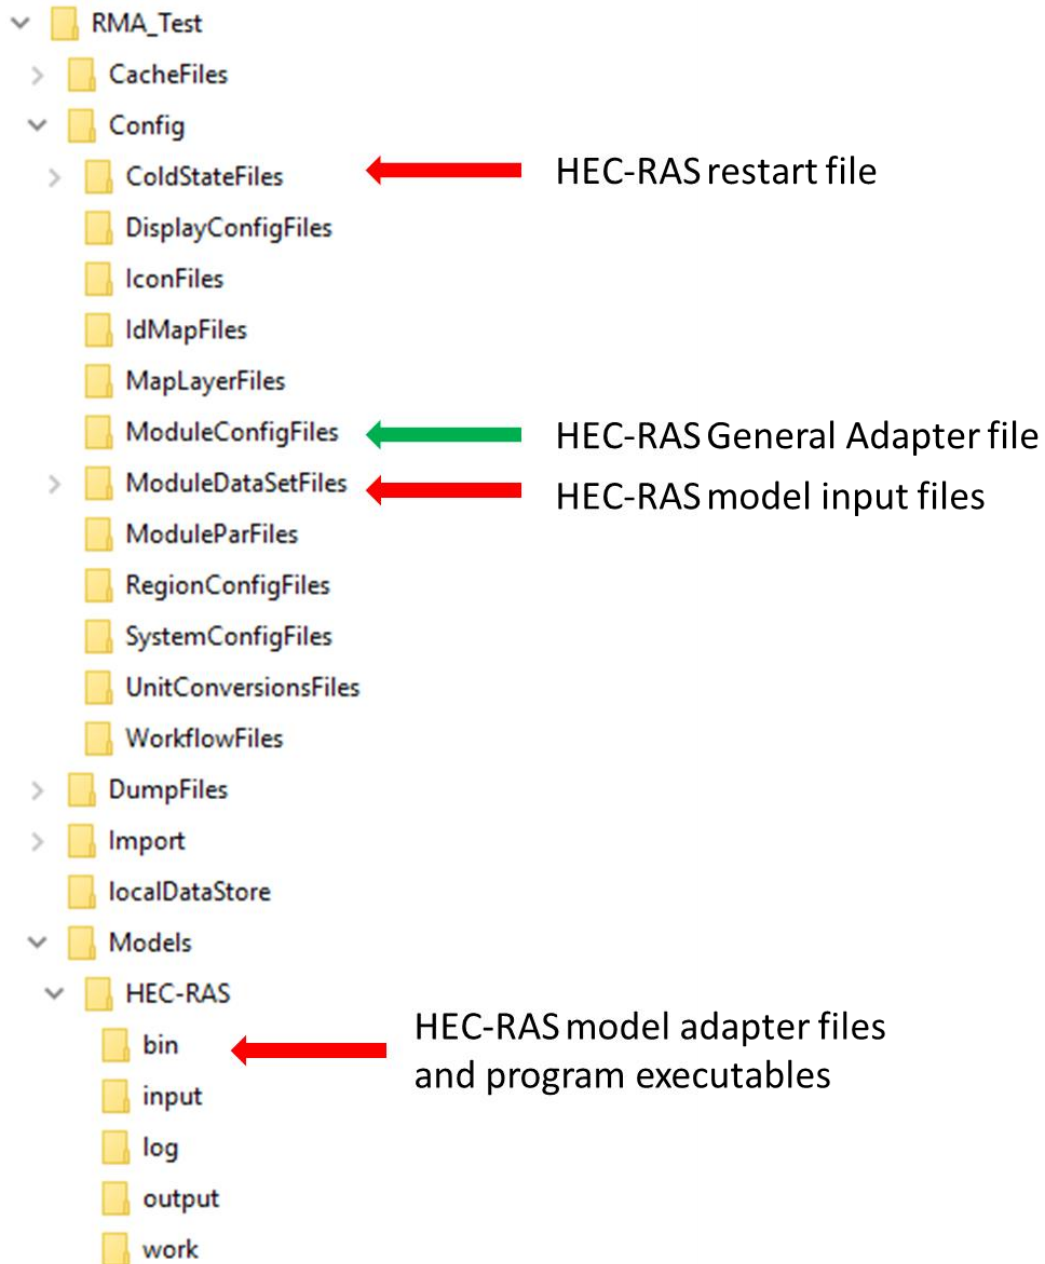 RMA_Test
CacheFiles
Config
ColdStateFiles
HEC-RAS restart file
DisplayConfigFiles
IconFiles
IdMapFiles
MapLayerFiles
ModuleConfigFiles
HEC-RAS General Adapter file
ModuleDataSetFiles
HEC-RAS model input files
ModuleParFiles
RegionConfigFiles
SystemConfigFiles
UnitConversionsFiles
WorkflowFiles
DumpFiles
Import
localDataStore
Models
HEC-RAS
bin
HEC-RAS model adapter files
and program executables
input
log
output
work